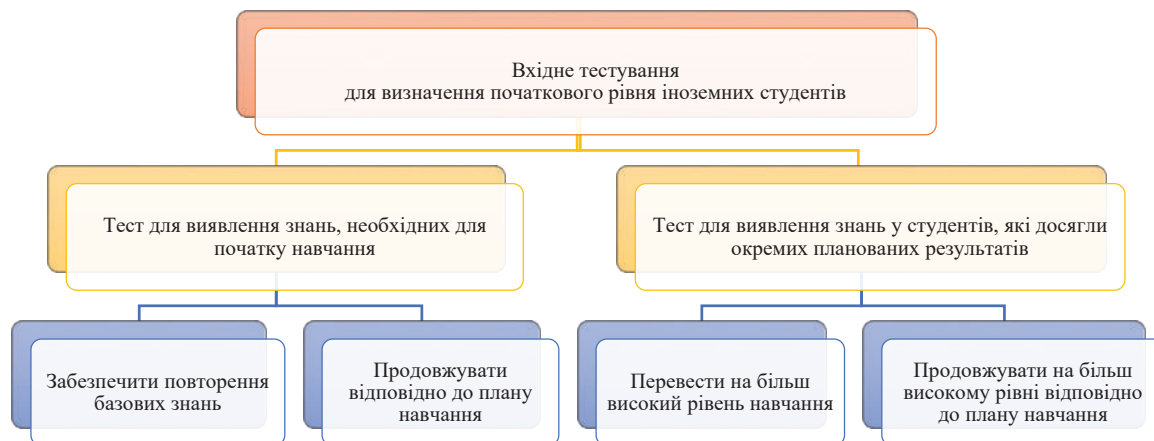 Вхідне тестування
для визначення початкового рівня іноземних студентів
Тест для виявлення знань, необхідних для
початку навчання
Тест для виявлення знань у студентів, які досягли
окремих планованих результатів
Забезпечити повторення
базових знань
Продовжувати
відповідно до плану
навчання
Перевести на більш
високий рівень навчання
Продовжувати на більш
високому рівні відповідно
до плану навчання